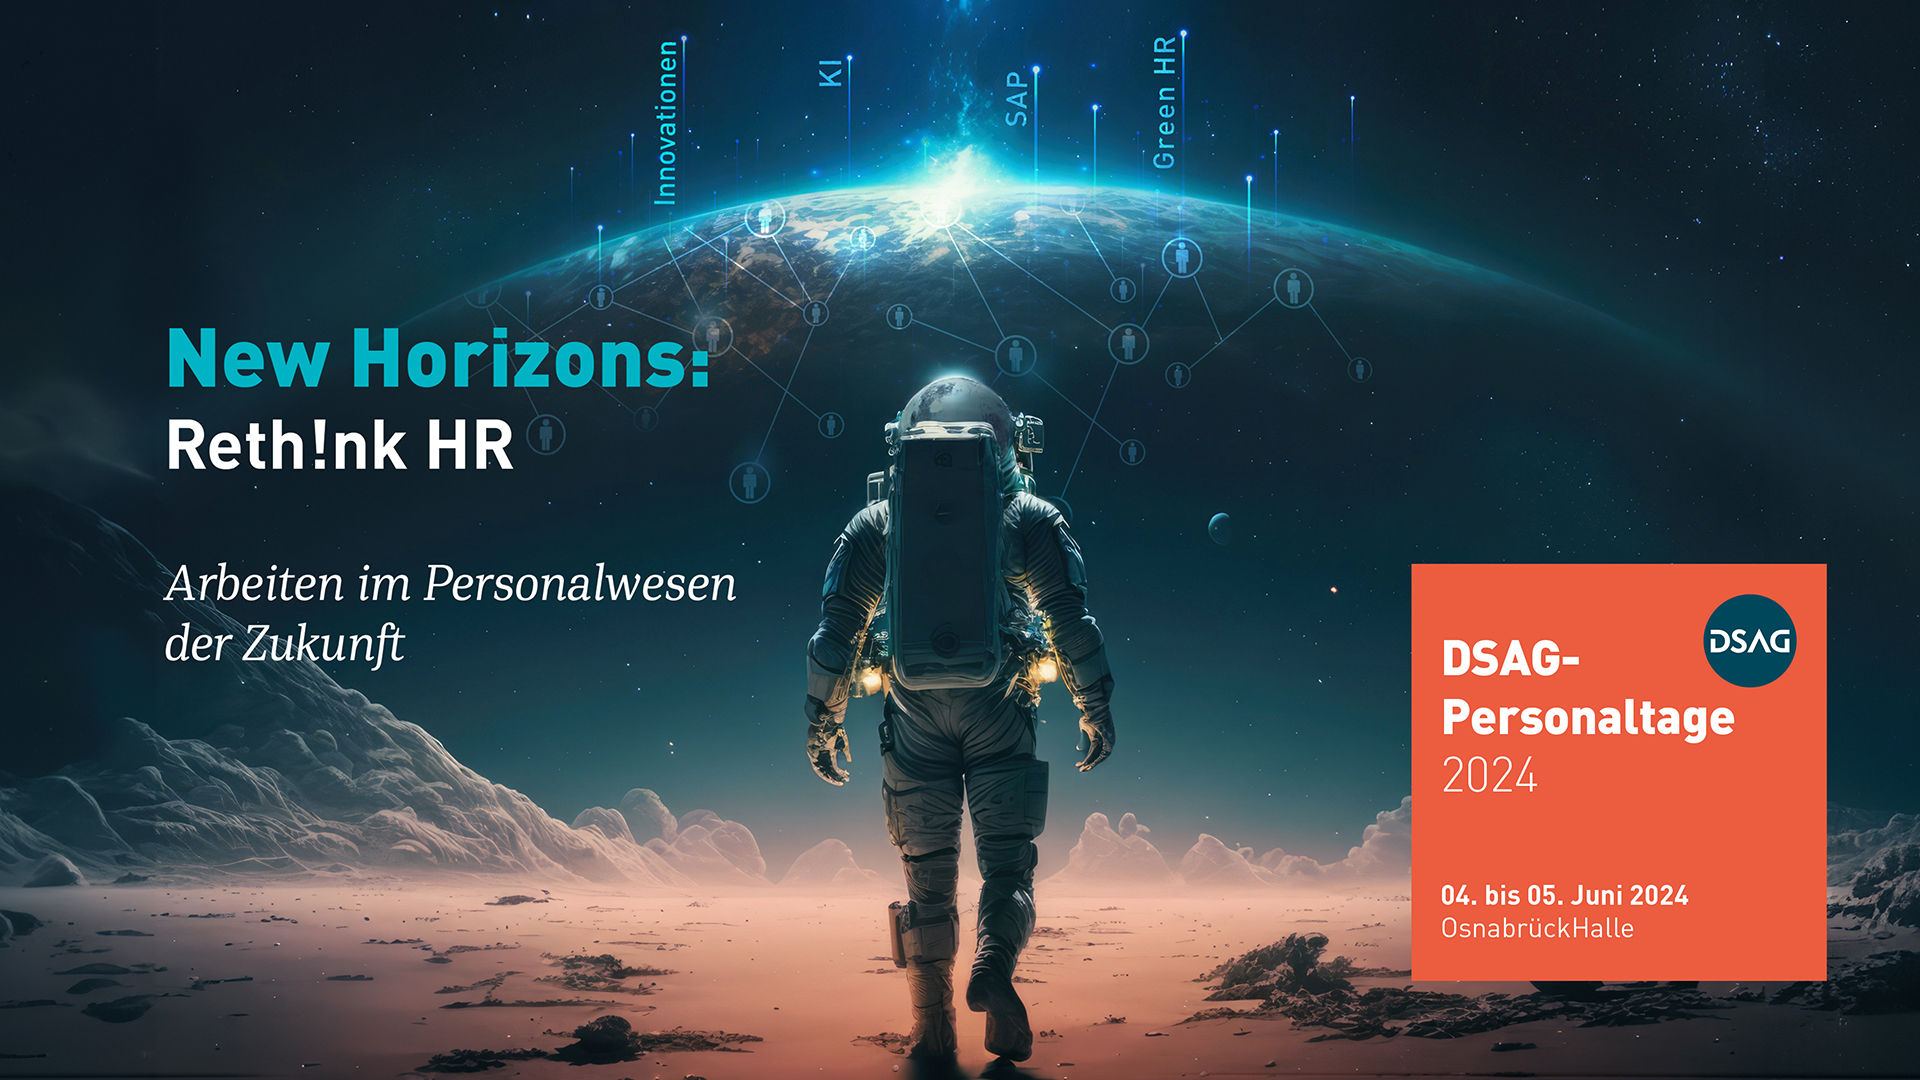 Innovationen
KI
SAP
Green HR
New Horizons:
Reth!nk HR
Arbeiten im Personalwesen
der Zukunft
DSAG
DSAG-
Personaltage
2024
04. bis 05. Juni 2024
OsnabrückHalle